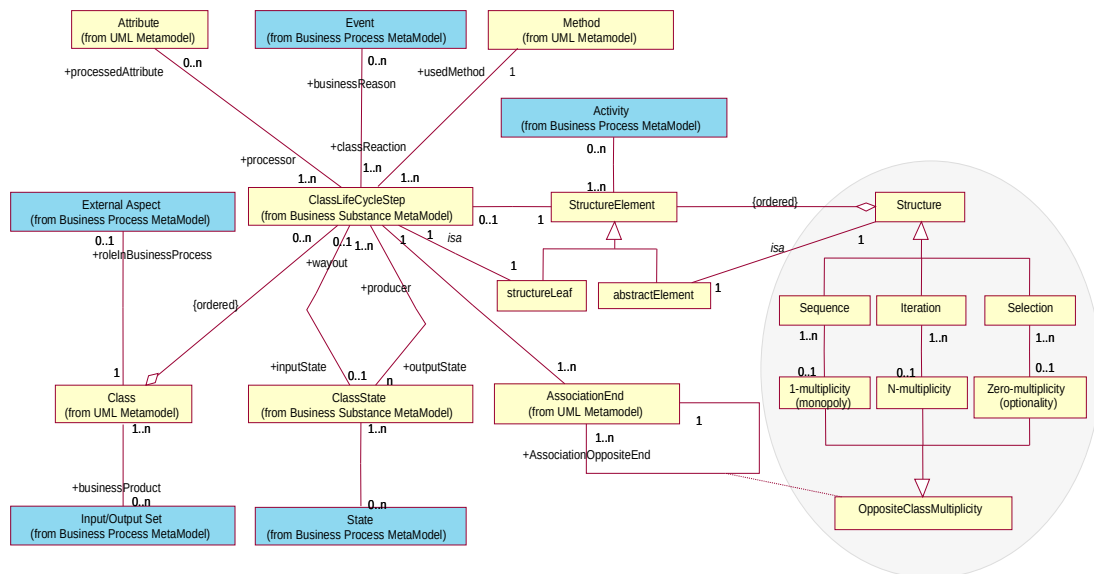 Attribute
(from UML Metamodel)
Event
(from Business Process MetaModel)
Method
(from UML Metamodel)
0..n
+processedAttribute
0..n
+businessReason
+usedMethod
1
Activity
(from Business Process MetaModel)
0..n
+classReaction
+processor
1..n
1..n
1..n
1..n
External Aspect
(from Business Process MetaModel)
ClassLifeCycleStep
(from Business Substance MetaModel)
0..1
1
StructureElement
{ordered}
Structure
0..1
+roleInBusinessProcess
0..n
0..1
1..n
1
1
isa
+wayout
+producer
1
structureLeaf
abstractElement
1
isa
1
Sequence
Iteration
Selection
1..n
1..n
1..n
{ordered}
0..1
0..1
0..1
1
+inputState
0..1
n
+outputState
1..n
Class
(from UML Metamodel)
ClassState
(from Business Substance MetaModel)
AssociationEnd
(from UML Metamodel)
1-multiplicity
(monopoly)
N-multiplicity
Zero-multiplicity
(optionality)
1..n
1..n
1..n
1
+AssociationOppositeEnd
+businessProduct
0..n
0..n
Input/Output Set
(from Business Process MetaModel)
State
(from Business Process MetaModel)
OppositeClassMultiplicity